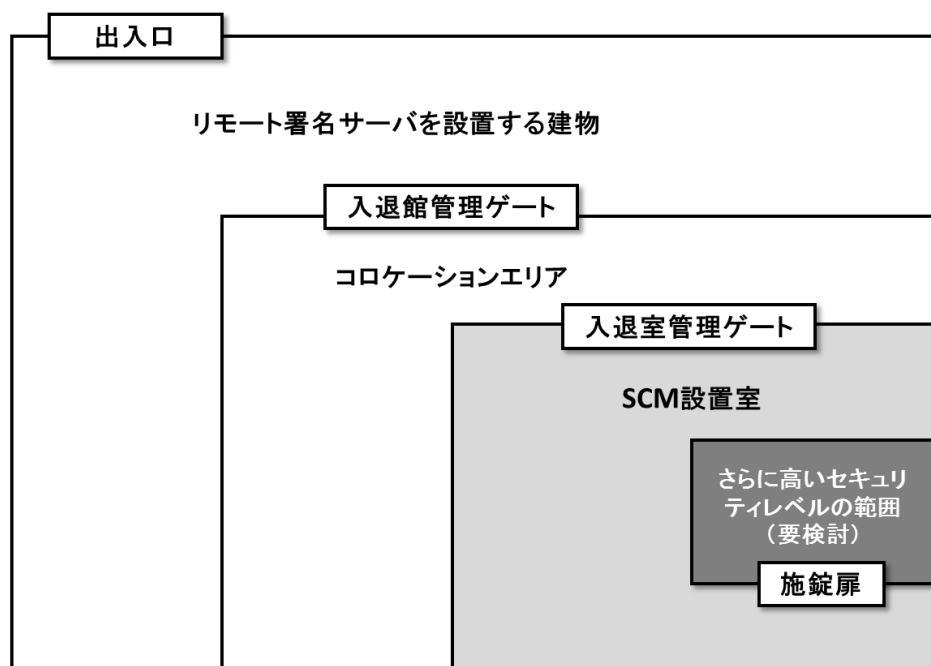 出入口
リモート署名サーバを設置する建物
入退館管理ゲート
コロケーションエリア
入退室管理ゲート
SCM設置室
さらに高いセキュリ
ティレベルの範囲
（要検討）
施錠扉